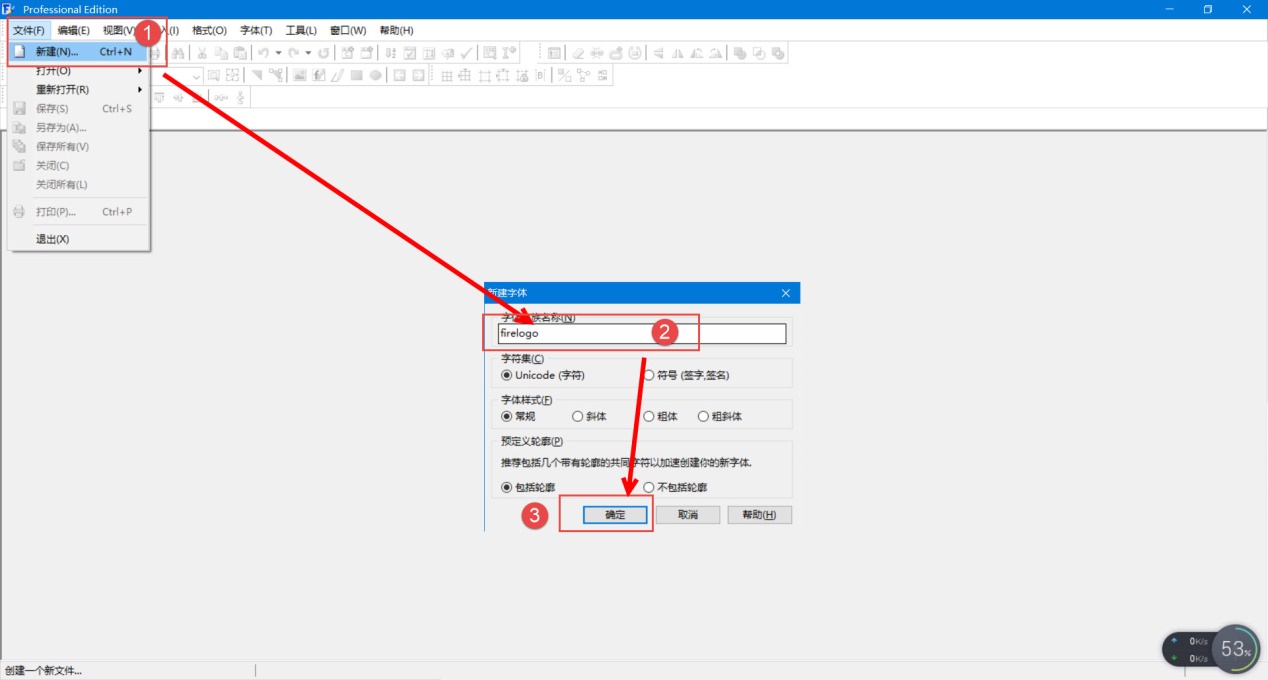 Professional Edition
文件(F) 编辑(E) 视图(V) (I) 格式(O) 字体(T) 工具(L) 窗口(W) 帮助(H)
1
新建(N)... Ctrl+N
打开(O)
重新打开(R)
保存(S) Ctrl+S
另存为(A)...
保存所有(V)
关闭(C)
关闭所有(L)
打印(P)... Ctrl+P
退出(X)
新建字体
族名称(N)
firelogo
2
字符集(C)
Unicode (字符) 符号 (签字,签名)
字体样式(F)
常规 斜体 粗体 粗斜体
预定义轮廓(P)
推荐包括几个带有轮廓的共同字符以加速创建你的新字体.
包括轮廓 不包括轮廓
3
确定 取消 帮助(H)
0K/s
0K/s
53%
创建一个新文件...